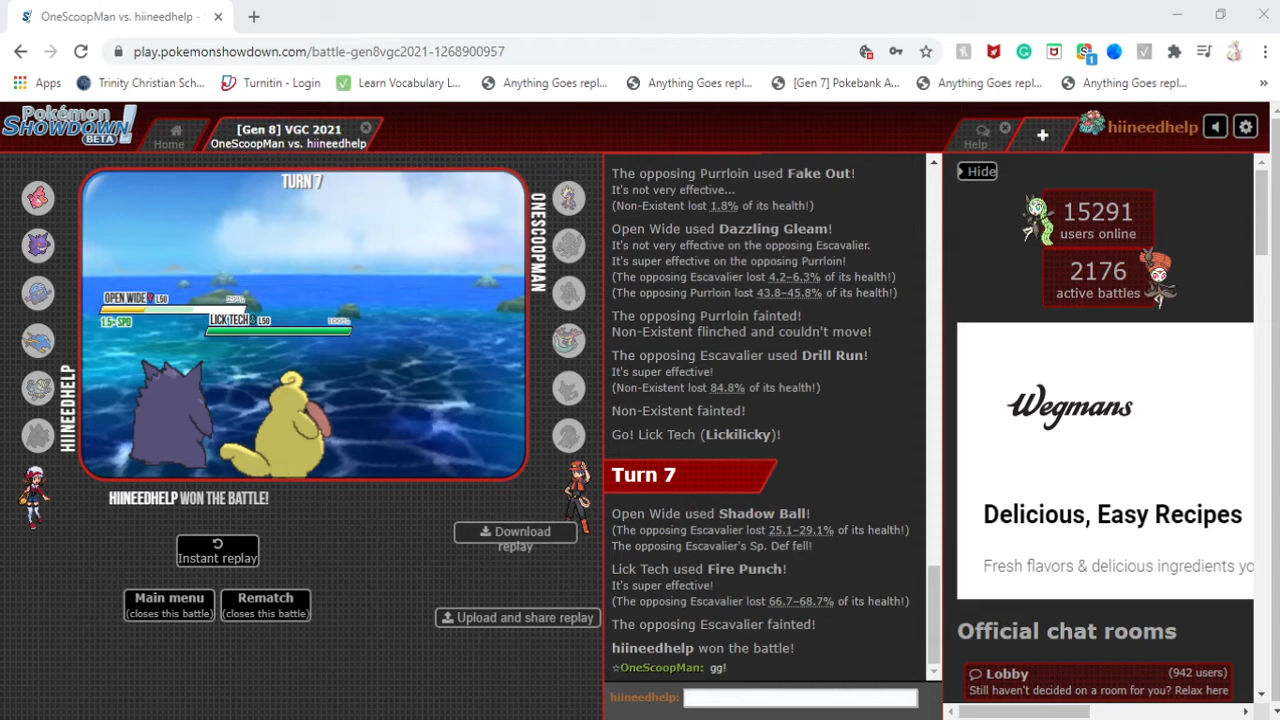 OneScoopMan vs. hiineedhelp -
play.pokemonshowdown.com/battle-gen8vgc2021-1268900957
1
Apps
Trinity Christian Sch...
Turnitin - Login
Learn Vocabulary L...
Anything Goes repl...
Anything Goes repl...
[Gen 7] Pokebank A...
Anything Goes repl...
Anything Goes repl...
»
Pokémon
SHOWDOWN!
BETA
Home
[Gen 8] VGC 2021
OneScoopMan vs. hiineedhelp
Help
hiineedhelp
TURN 7
HIINEEDHELP
ONESCOOPMAN
OPEN WIDE L50
1.5× SPD
LICK TECH L50
100%
HIINEEDHELP WON THE BATTLE!
Instant replay
Download replay
Main menu
(closes this battle)
Rematch
(closes this battle)
Upload and share replay
The opposing Purrloin used Fake Out!
It's not very effective...
(Non-Existent lost 1.8% of its health!)
Open Wide used Dazzling Gleam!
It's not very effective on the opposing Escavalier.
It's super effective on the opposing Purrloin!
(The opposing Escavalier lost 4.2–6.3% of its health!)
(The opposing Purrloin lost 43.8–45.8% of its health!)
The opposing Purrloin fainted!
Non-Existent flinched and couldn't move!
The opposing Escavalier used Drill Run!
It's super effective!
(Non-Existent lost 84.8% of its health!)
Non-Existent fainted!
Go! Lick Tech (Lickilicky)!
Turn 7
Open Wide used Shadow Ball!
(The opposing Escavalier lost 25.1–29.1% of its health!)
The opposing Escavalier's Sp. Def fell!
Lick Tech used Fire Punch!
It's super effective!
(The opposing Escavalier lost 66.7–68.7% of its health!)
The opposing Escavalier fainted!
hiineedhelp won the battle!
☆OneScoopMan: gg!
hiineedhelp:
Hide
15291
users online
2176
active battles
Wegmans
Delicious, Easy Recipes
Fresh flavors & delicious ingredients yo
Official chat rooms
Lobby (942 users)
Still haven't decided on a room for you? Relax here